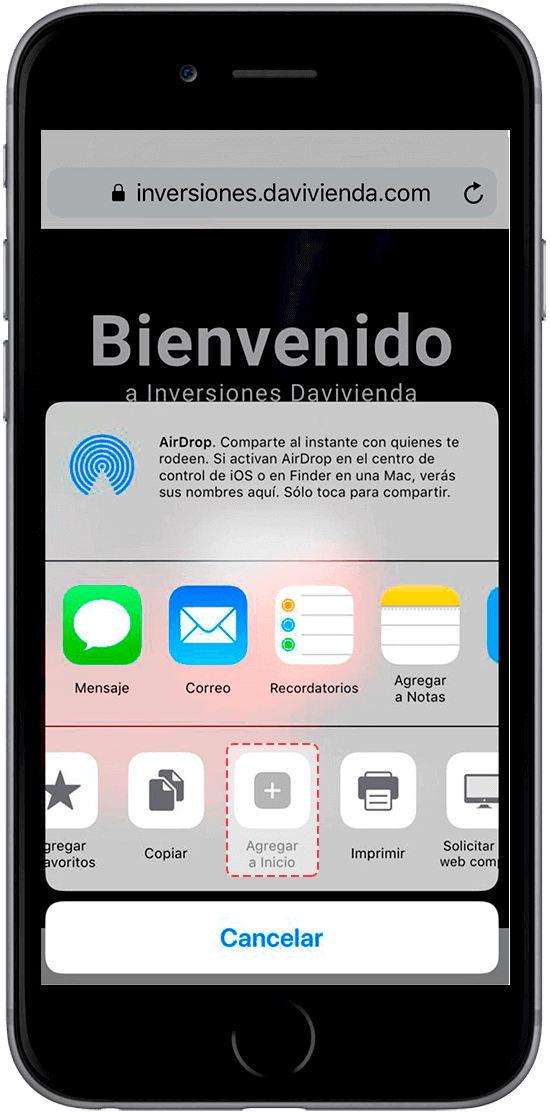 inversiones.davivienda.com
Bienvenido
a Inversiones Davivienda
AirDrop. Comparte al instante con quienes te
rodeen. Si activan AirDrop en el centro de
control de iOS o en Finder en una Mac, verás
sus nombres aquí. Sólo toca para compartir.
Mensaje
Correo
Recordatorios
Agregar
a Notas
gregar
avoritos
Copiar
Agregar
a Inicio
Imprimir
Solicitar
web comp
Cancelar